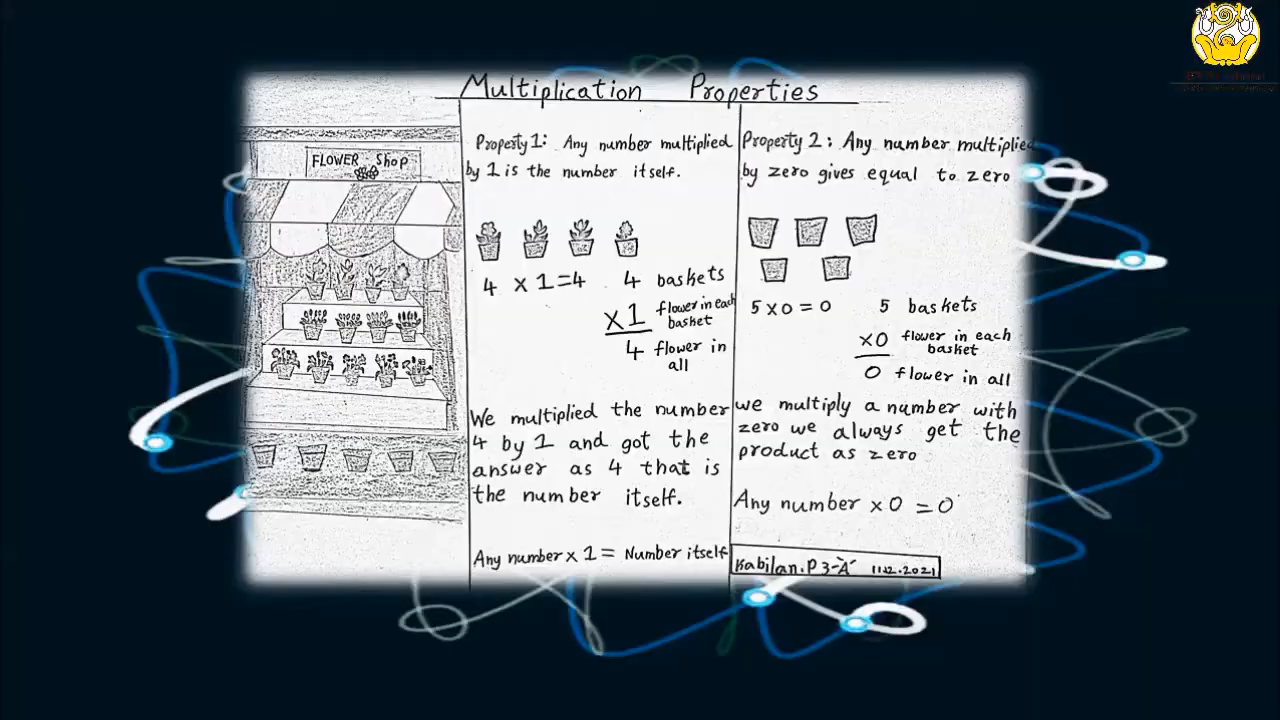 Multiplication Properties
FLOWER Shop
Property 1: Any number multiplied
by 1 is the number itself.
4 x 1 = 4
4 baskets
x 1 flower in each
basket
4 flower in
all
We multiplied the number
4 by 1 and got the
answer as 4 that is
the number itself.
Any number x 1 = Number itself
Property 2: Any number multiplied
by zero gives equal to zero
5 x 0 = 0
5 baskets
x0 flower in each
basket
0 flower in all
we multiply a number with
zero we always get the
product as zero
Any number x 0 = 0
Kabilan.P 3-'A' 11.12.2021